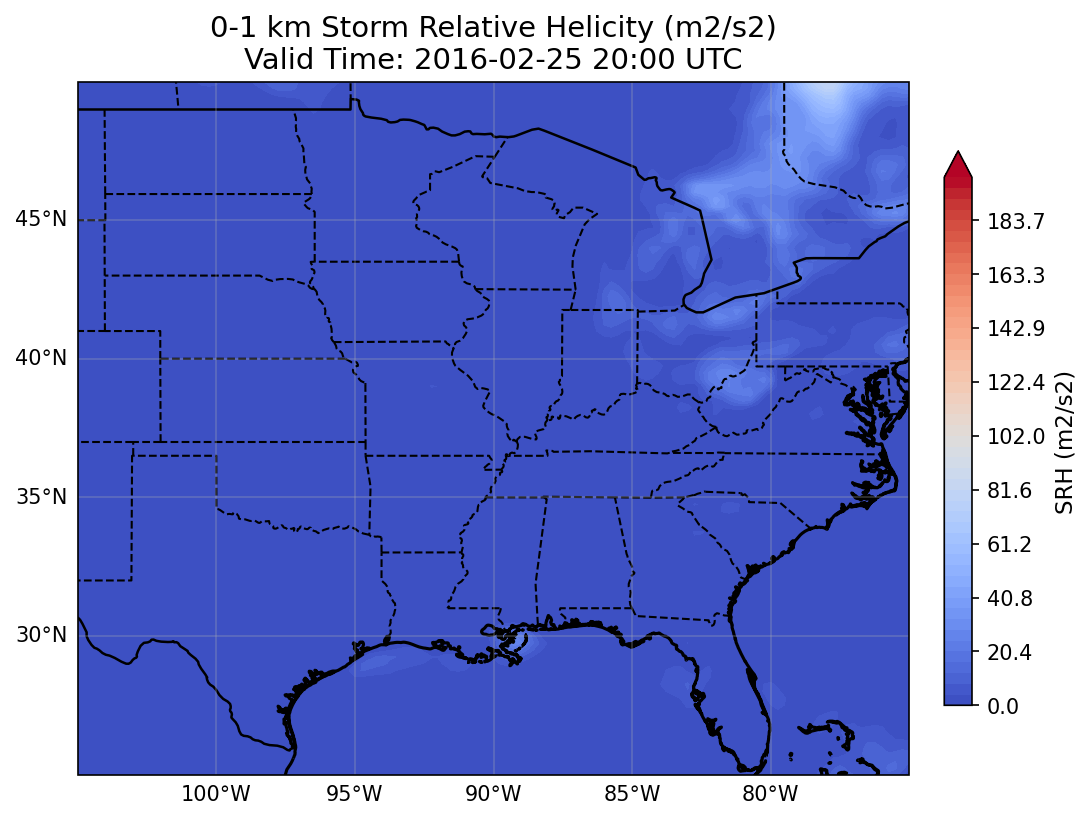 0-1 km Storm Relative Helicity (m2/s2)
Valid Time: 2016-02-25 20:00 UTC
45°N
40°N
35°N
30°N
100°W
95°W
90°W
85°W
80°W
183.7
163.3
142.9
122.4
102.0
81.6
61.2
40.8
20.4
0.0
SRH (m2/s2)